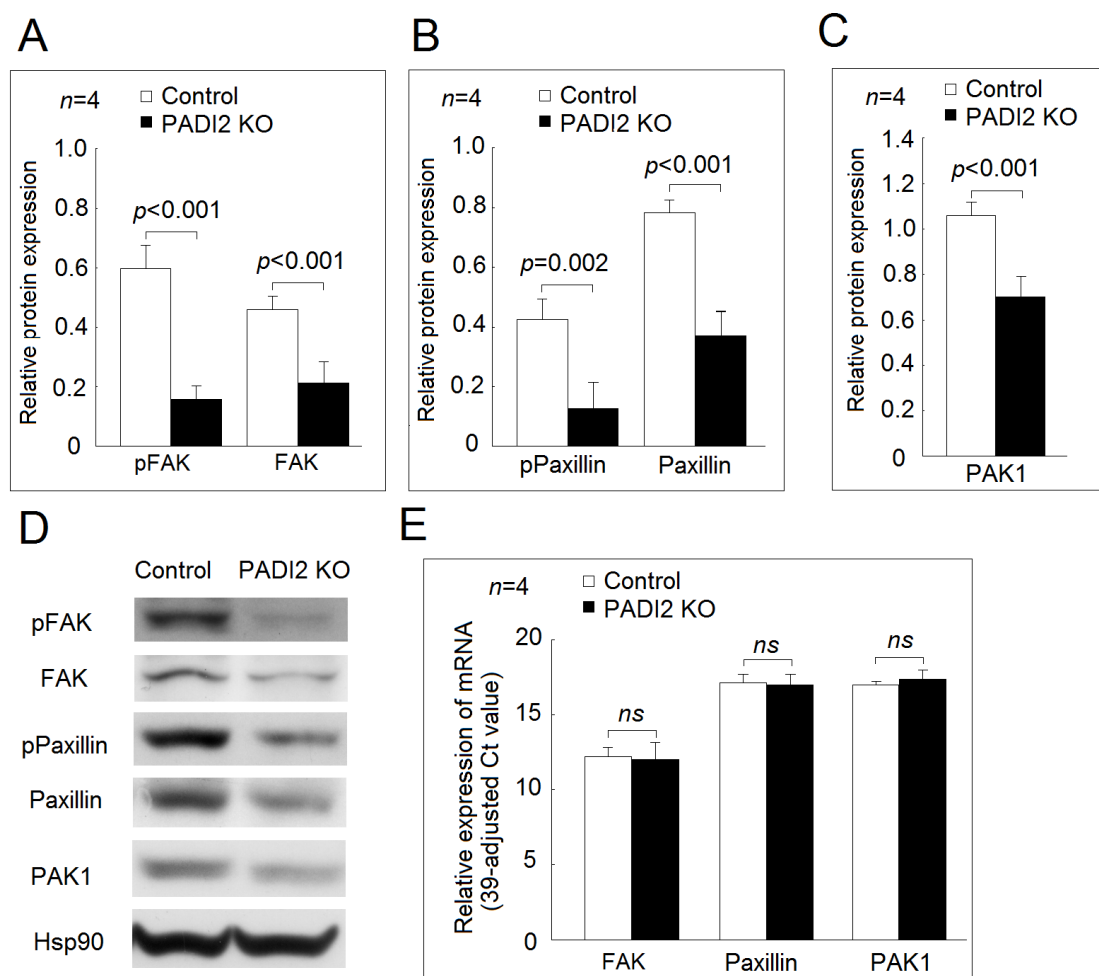 A
n=4
Control
PADI2 KO
Relative protein expression
1.0
0.8
0.6
0.4
0.2
0
p<0.001
p<0.001
pFAK
FAK
B
n=4
Control
PADI2 KO
Relative protein expression
1.0
0.8
0.6
0.4
0.2
0
p=0.002
p<0.001
pPaxillin
Paxillin
C
n=4
Control
PADI2 KO
Relative protein expression
1.4
1.2
1.0
0.8
0.6
0.4
0.2
0
p<0.001
PAK1
D
Control PADI2 KO
pFAK
FAK
pPaxillin
Paxillin
PAK1
Hsp90
E
n=4
Control
PADI2 KO
Relative expression of mRNA
(39-adjusted Ct value)
20
15
10
5
0
ns
ns
ns
FAK
Paxillin
PAK1